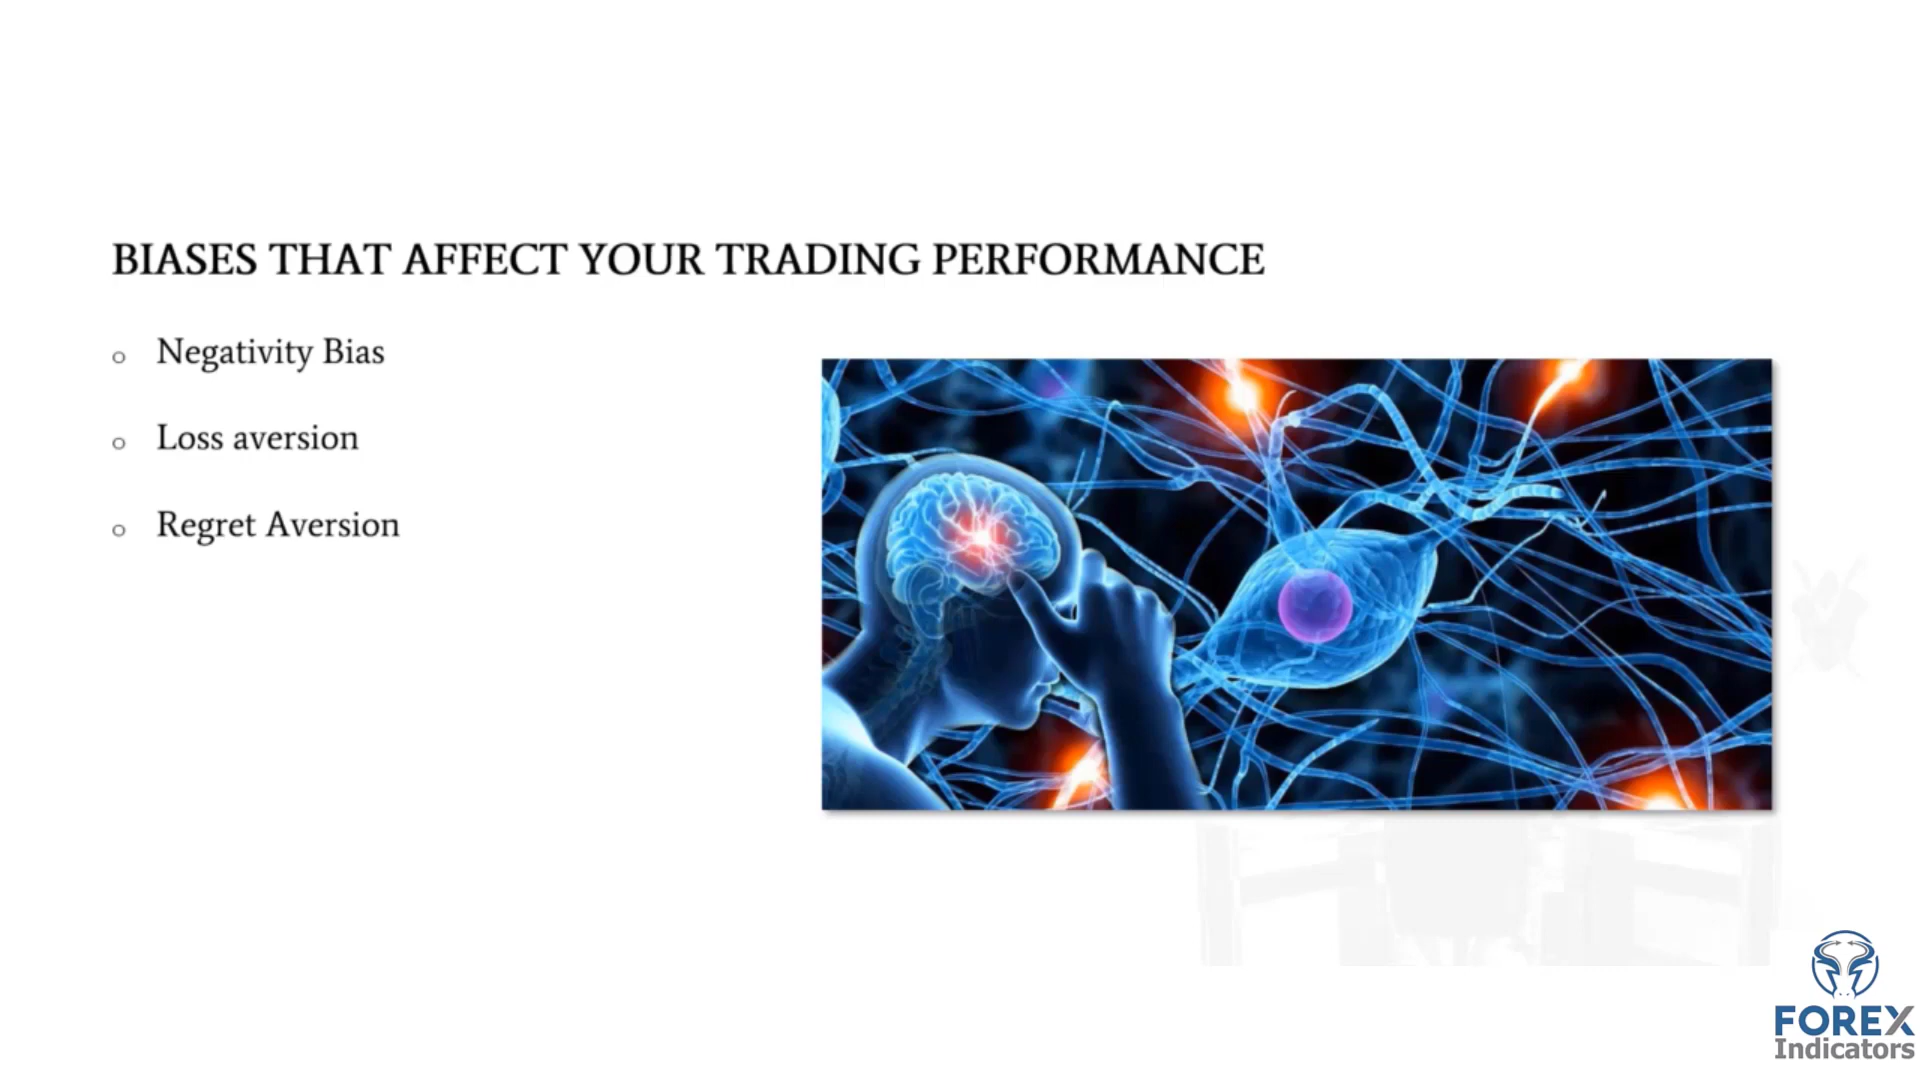 BIASES THAT AFFECT YOUR TRADING PERFORMANCE
Negativity Bias
Loss aversion
Regret Aversion
FOREX
Indicators